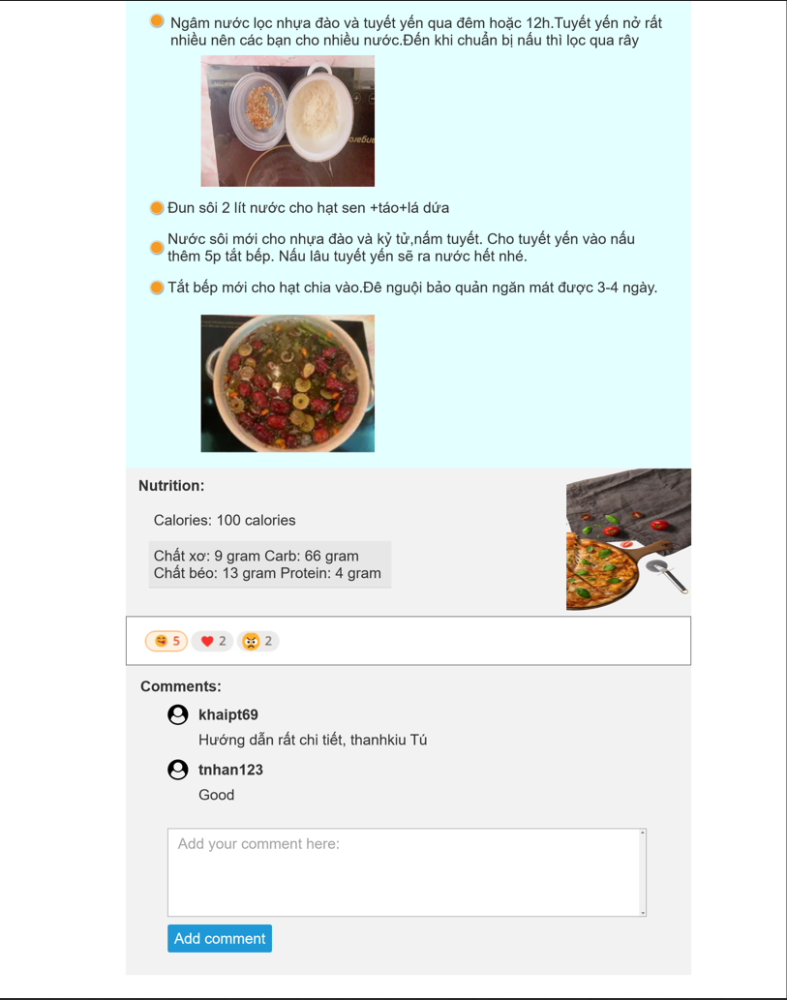 Ngâm nước lọc nhựa đào và tuyết yến qua đêm hoặc 12h.Tuyết yến nở rất
nhiều nên các bạn cho nhiều nước.Đến khi chuẩn bị nấu thì lọc qua rây
Đun sôi 2 lít nước cho hạt sen +táo+lá dứa
Nước sôi mới cho nhựa đào và kỷ tử,nấm tuyết. Cho tuyết yến vào nấu
thêm 5p tắt bếp. Nấu lâu tuyết yến sẽ ra nước hết nhé.
Tắt bếp mới cho hạt chia vào.Đê nguội bảo quản ngăn mát được 3-4 ngày.
Nutrition:
Calories: 100 calories
Chất xơ: 9 gram Carb: 66 gram
Chất béo: 13 gram Protein: 4 gram
5 2 2
Comments:
khaipt69
Hướng dẫn rất chi tiết, thanhkiu Tú
tnhan123
Good
Add your comment here:
Add comment